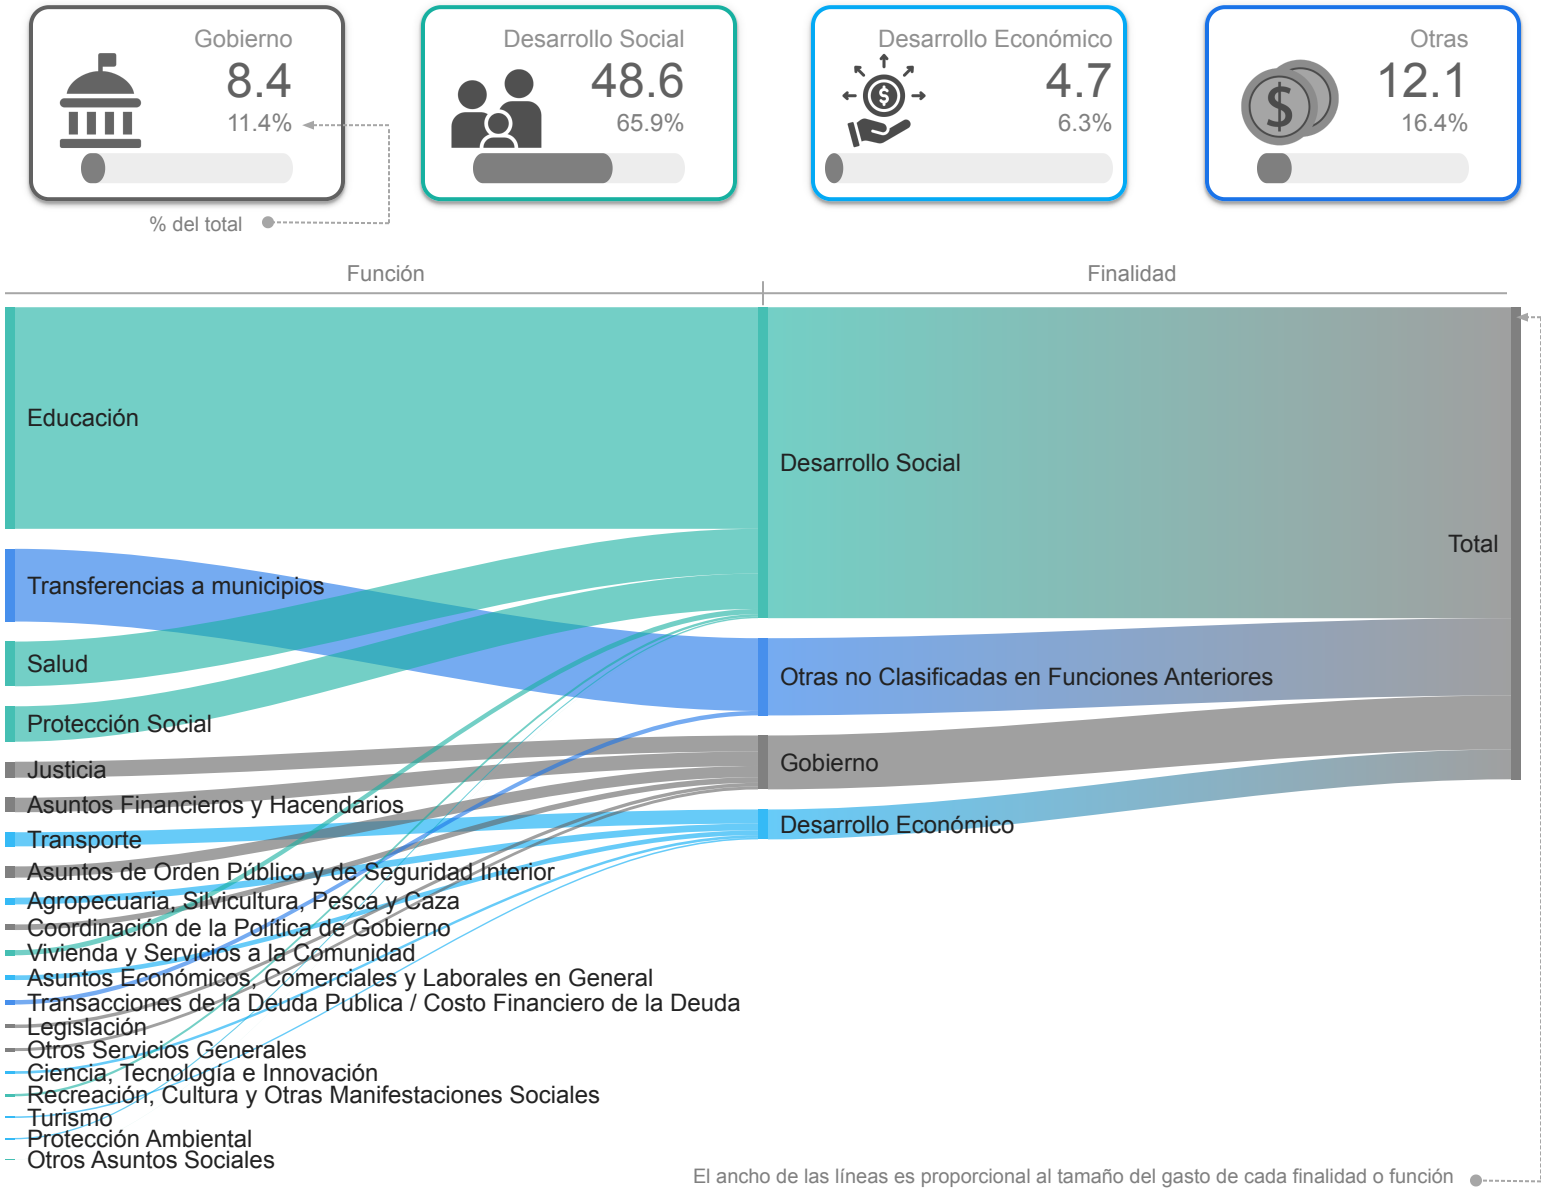 Gobierno
8.4
11.4%
Desarrollo Social
48.6
65.9%
Desarrollo Económico
4.7
6.3%
Otras
12.1
16.4%
$
$
% del total
Función
Finalidad
Educación
Desarrollo Social
Total
Transferencias a municipios
Salud
Otras no Clasificadas en Funciones Anteriores
Protección Social
Justicia
Gobierno
Asuntos Financieros y Hacendarios
Desarrollo Económico
Transporte
Asuntos de Orden Público y de Seguridad Interior
Agropecuaria, Silvicultura, Pesca y Caza
Coordinación de la Política de Gobierno
Vivienda y Servicios a la Comunidad
Asuntos Económicos, Comerciales y Laborales en General
Transacciones de la Deuda Publica / Costo Financiero de la Deuda
Legislación
Otros Servicios Generales
Ciencia, Tecnología e Innovación
Recreación, Cultura y Otras Manifestaciones Sociales
Turismo
Protección Ambiental
Otros Asuntos Sociales
El ancho de las líneas es proporcional al tamaño del gasto de cada finalidad o función